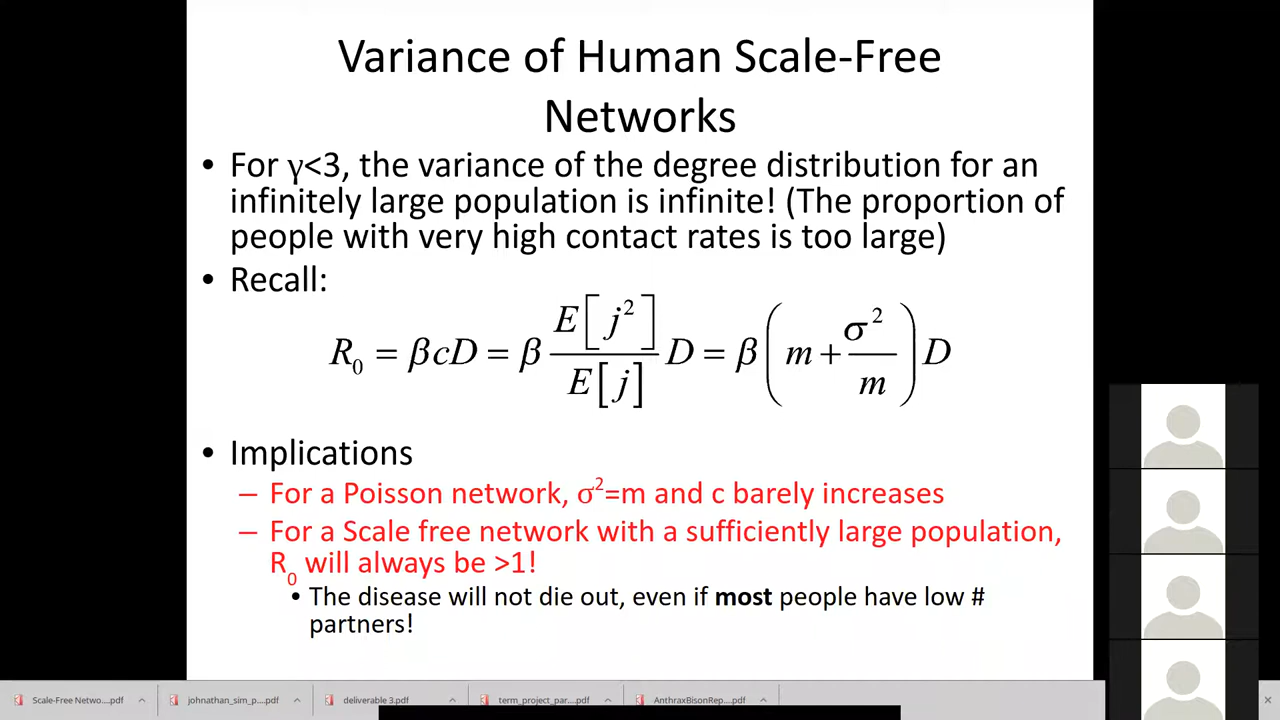 Variance of Human Scale-Free
Networks
• For γ<3, the variance of the degree distribution for an
infinitely large population is infinite! (The proportion of
people with very high contact rates is too large)
• Recall:
R₀ = βcD = β E[j²] / E[j] D = β (m + σ² / m) D
• Implications
– For a Poisson network, σ²=m and c barely increases
– For a Scale free network with a sufficiently large population,
R₀ will always be >1!
• The disease will not die out, even if most people have low #
partners!
Scale-Free Netwo....pdf
johnathan_sim_p....pdf
deliverable 3.pdf
term_project_par....pdf
AnthraxBisonRep....pdf